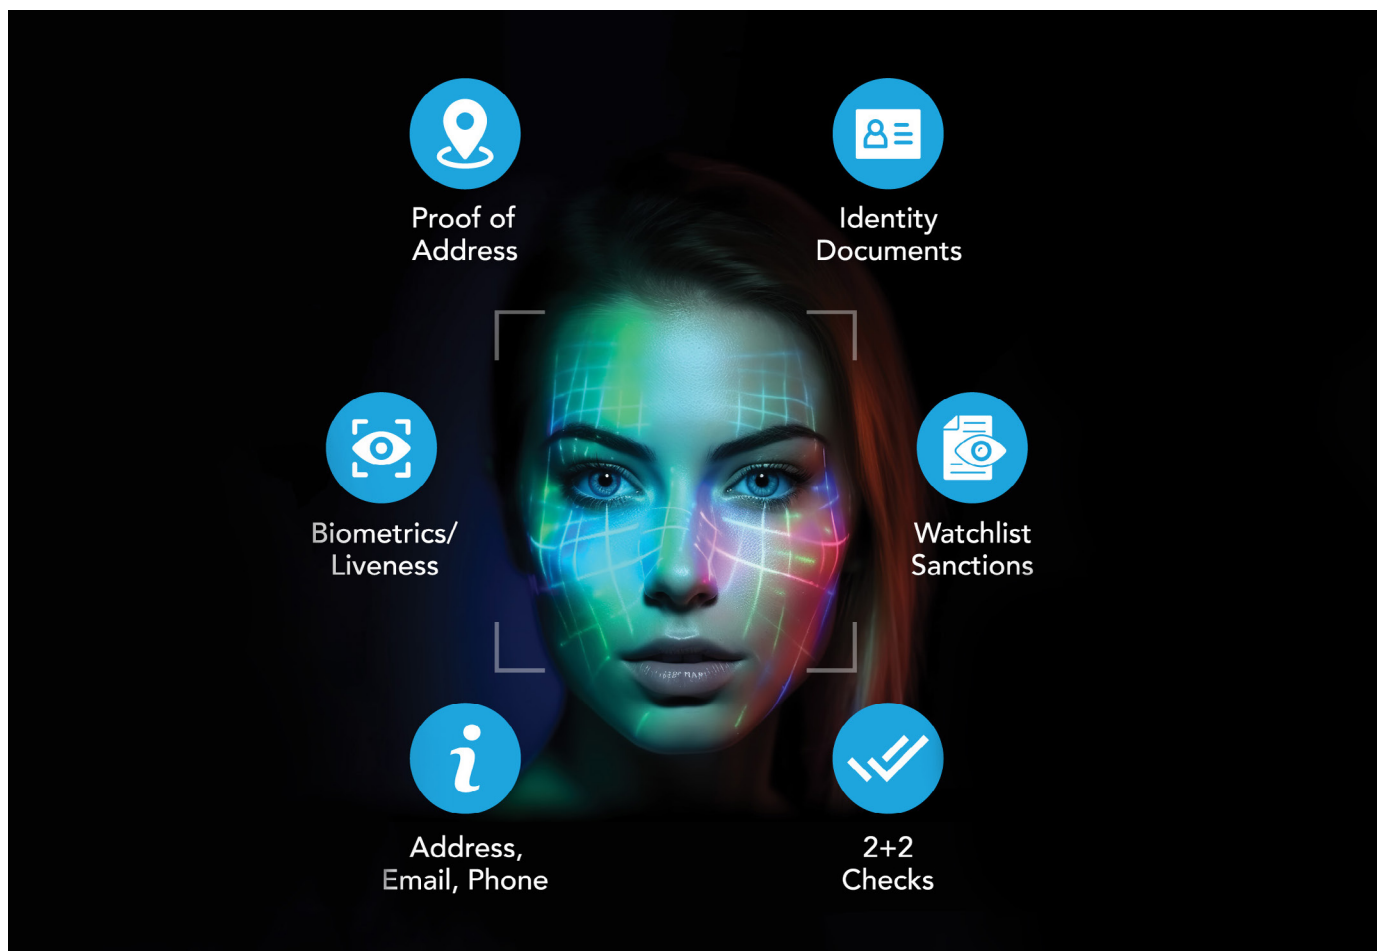 Proof of
Address
Identity
Documents
Biometrics/
Liveness
Watchlist
Sanctions
Address,
Email, Phone
2+2
Checks